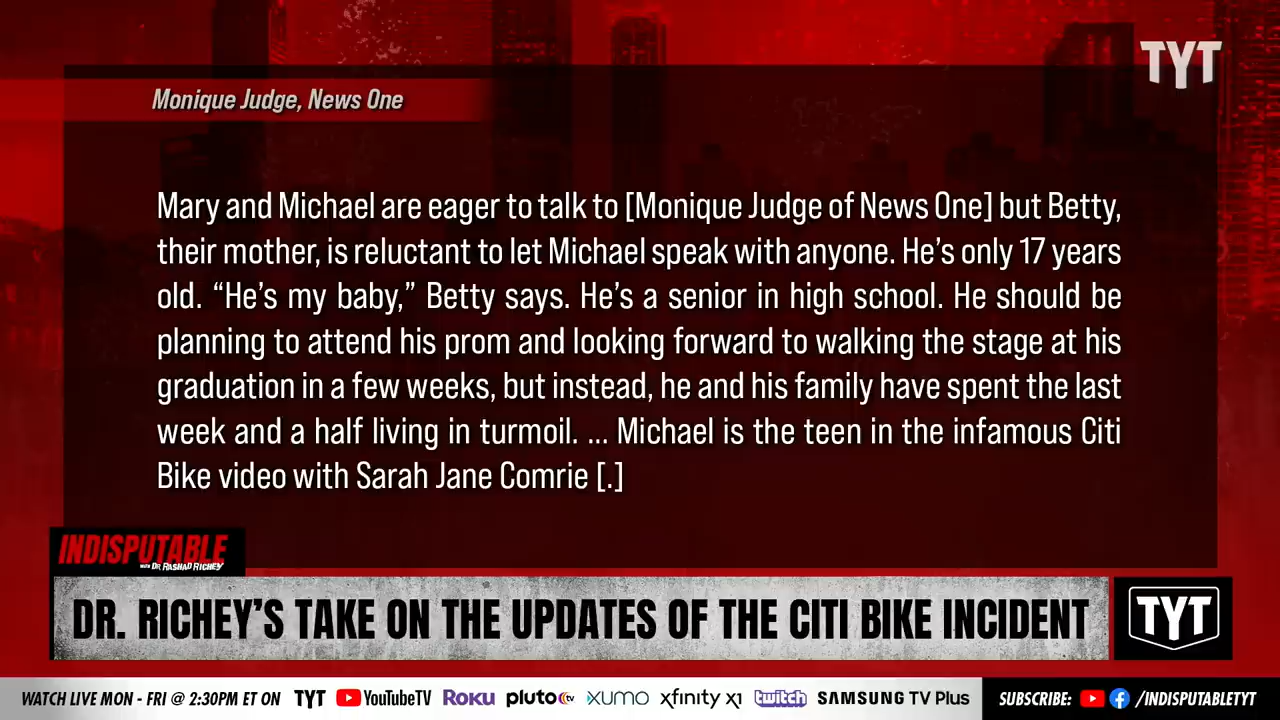 TYT
Monique Judge, News One
Mary and Michael are eager to talk to [Monique Judge of News One] but Betty,
their mother, is reluctant to let Michael speak with anyone. He’s only 17 years
old. “He’s my baby,” Betty says. He’s a senior in high school. He should be
planning to attend his prom and looking forward to walking the stage at his
graduation in a few weeks, but instead, he and his family have spent the last
week and a half living in turmoil. ... Michael is the teen in the infamous Citi
Bike video with Sarah Jane Comrie [.]
INDISPUTABLE
WITH DR. RASHAD RICHEY
DR. RICHEY’S TAKE ON THE UPDATES OF THE CITI BIKE INCIDENT
TYT
WATCH LIVE MON - FRI @ 2:30PM ET ON TYT YouTubeTV ROKU pluto tv xumo xfinity x1 twitch SAMSUNG TV Plus SUBSCRIBE: /INDISPUTABLETYT